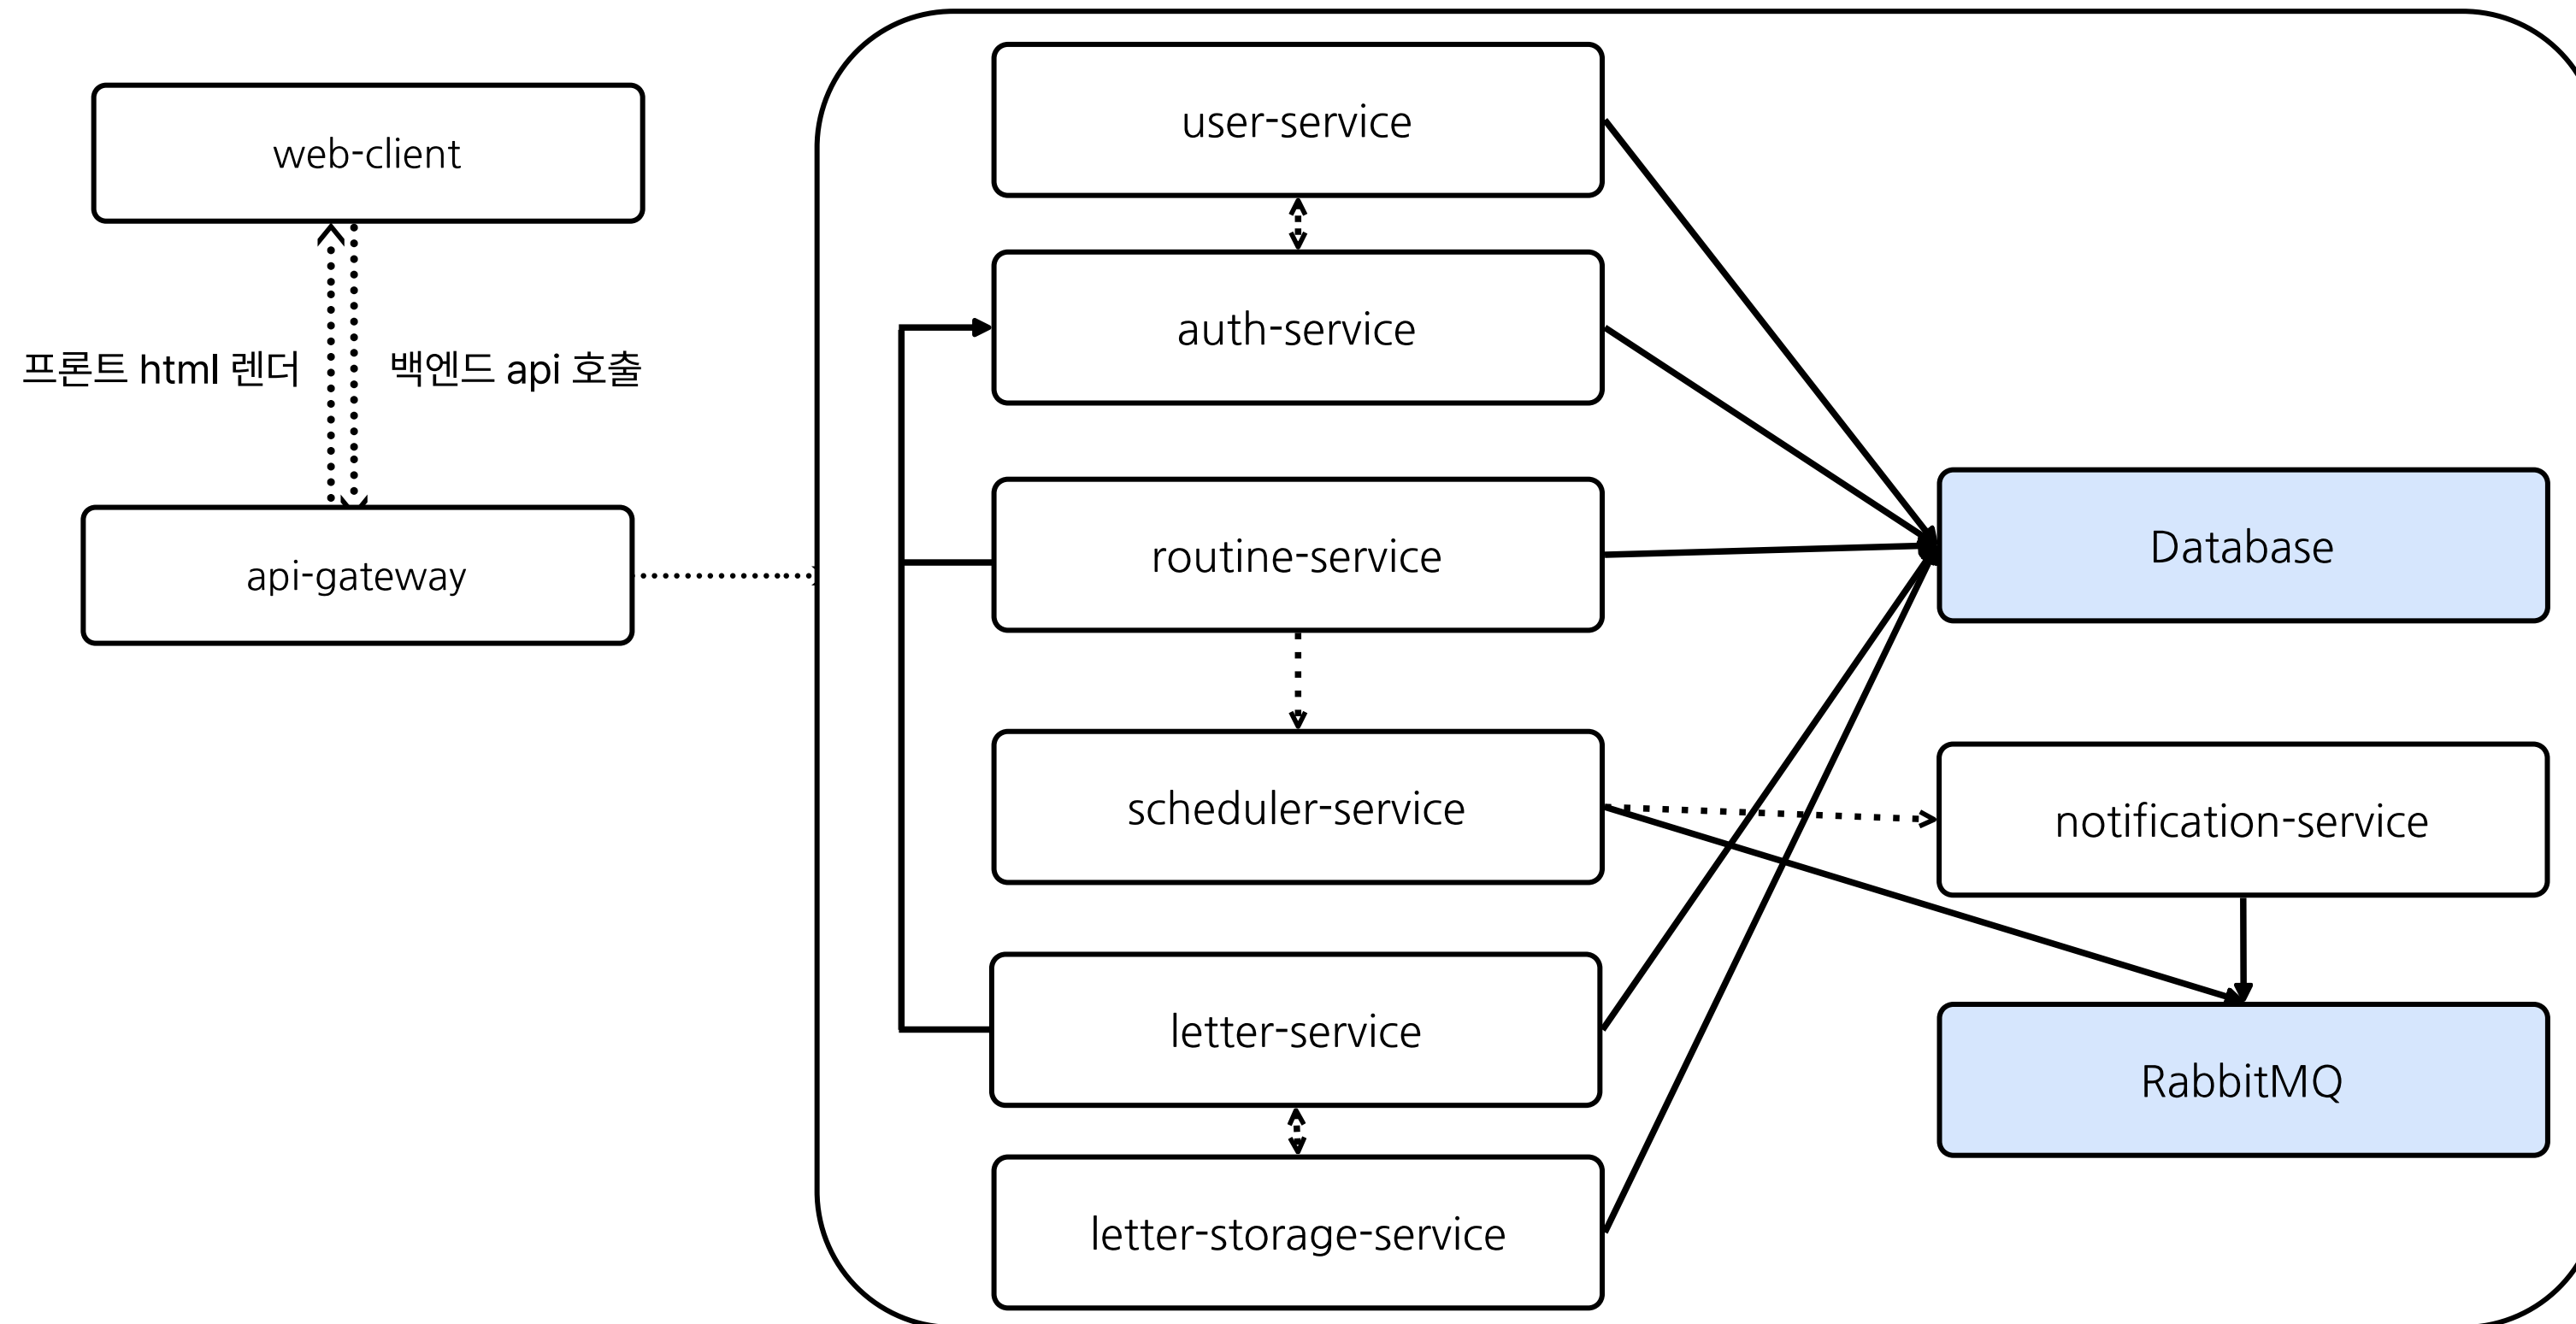 web-client
프론트 html 렌더
백엔드 api 호출
api-gateway
user-service
auth-service
routine-service
scheduler-service
letter-service
letter-storage-service
Database
notification-service
RabbitMQ